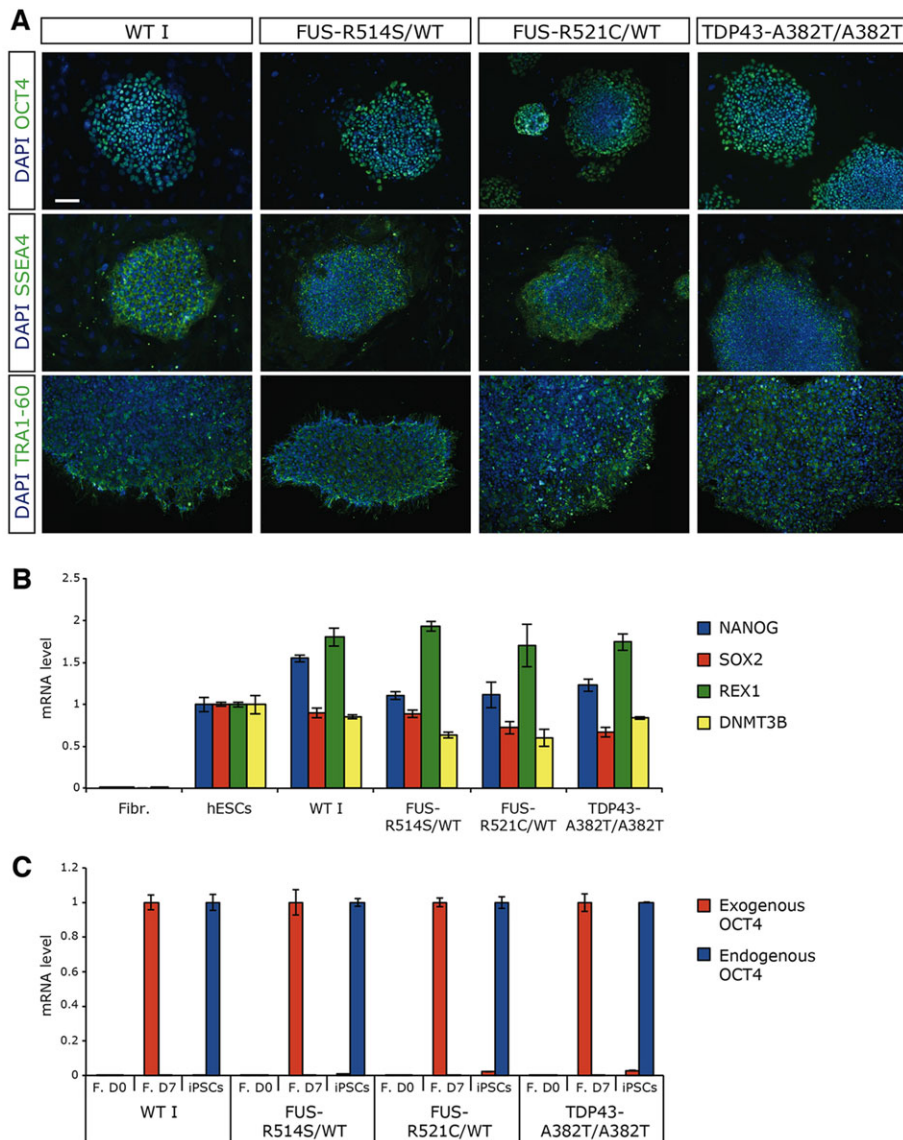 A
WT I
FUS-R514S/WT
FUS-R521C/WT
TDP43-A382T/A382T
DAPI OCT4
DAPI SSEA4
DAPI TRA1-60
B
mRNA level
2.5
2
1.5
1
0.5
0
Fibr.
hESCs
WT I
FUS-
R514S/WT
FUS-
R521C/WT
TDP43-
A382T/A382T
NANOG
SOX2
REX1
DNMT3B
C
mRNA level
1.2
1
0.8
0.6
0.4
0.2
0
F. D0
F. D7
iPSCs
F. D0
F. D7
iPSCs
F. D0
F. D7
iPSCs
F. D0
F. D7
iPSCs
WT I
FUS-
R514S/WT
FUS-
R521C/WT
TDP43-
A382T/A382T
Exogenous
OCT4
Endogenous
OCT4